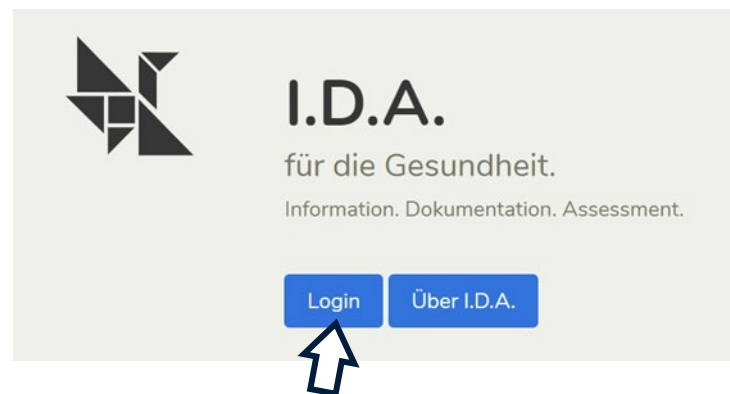 I.D.A.
für die Gesundheit.
Information. Dokumentation. Assessment.
Login Über I.D.A.